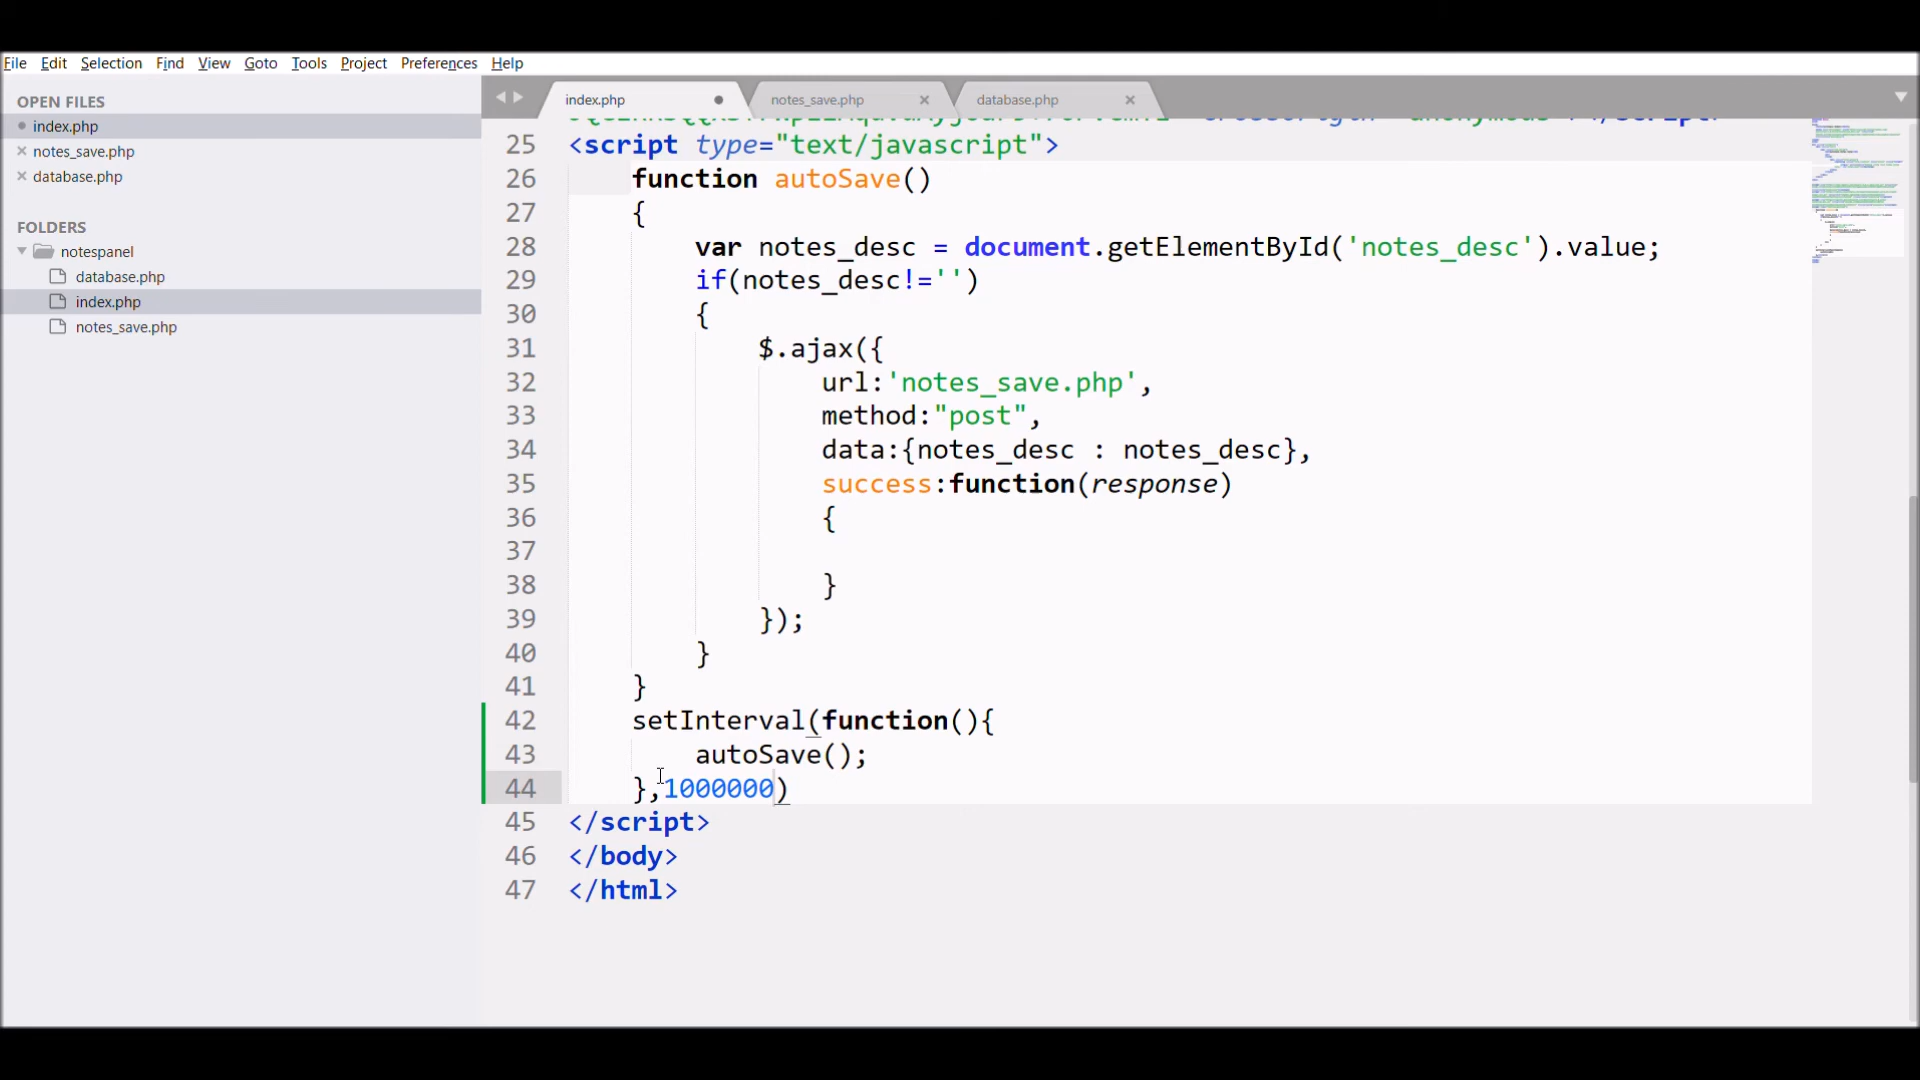 File Edit Selection Find View Goto Tools Project Preferences Help
OPEN FILES
index.php
notes_save.php
database.php
FOLDERS
notespanel
database.php
index.php
notes_save.php
index.php notes_save.php database.php
25 <script type="text/javascript">
26 function autoSave()
27 {
28 var notes_desc = document.getElementById('notes_desc').value;
29 if(notes_desc!='')
30 {
31 $.ajax({
32 url:'notes_save.php',
33 method:"post",
34 data:{notes_desc : notes_desc},
35 success:function(response)
36 {
37
38 }
39 });
40 }
41 }
42 setInterval(function(){
43 autoSave();
44 },1000000)
45 </script>
46 </body>
47 </html>